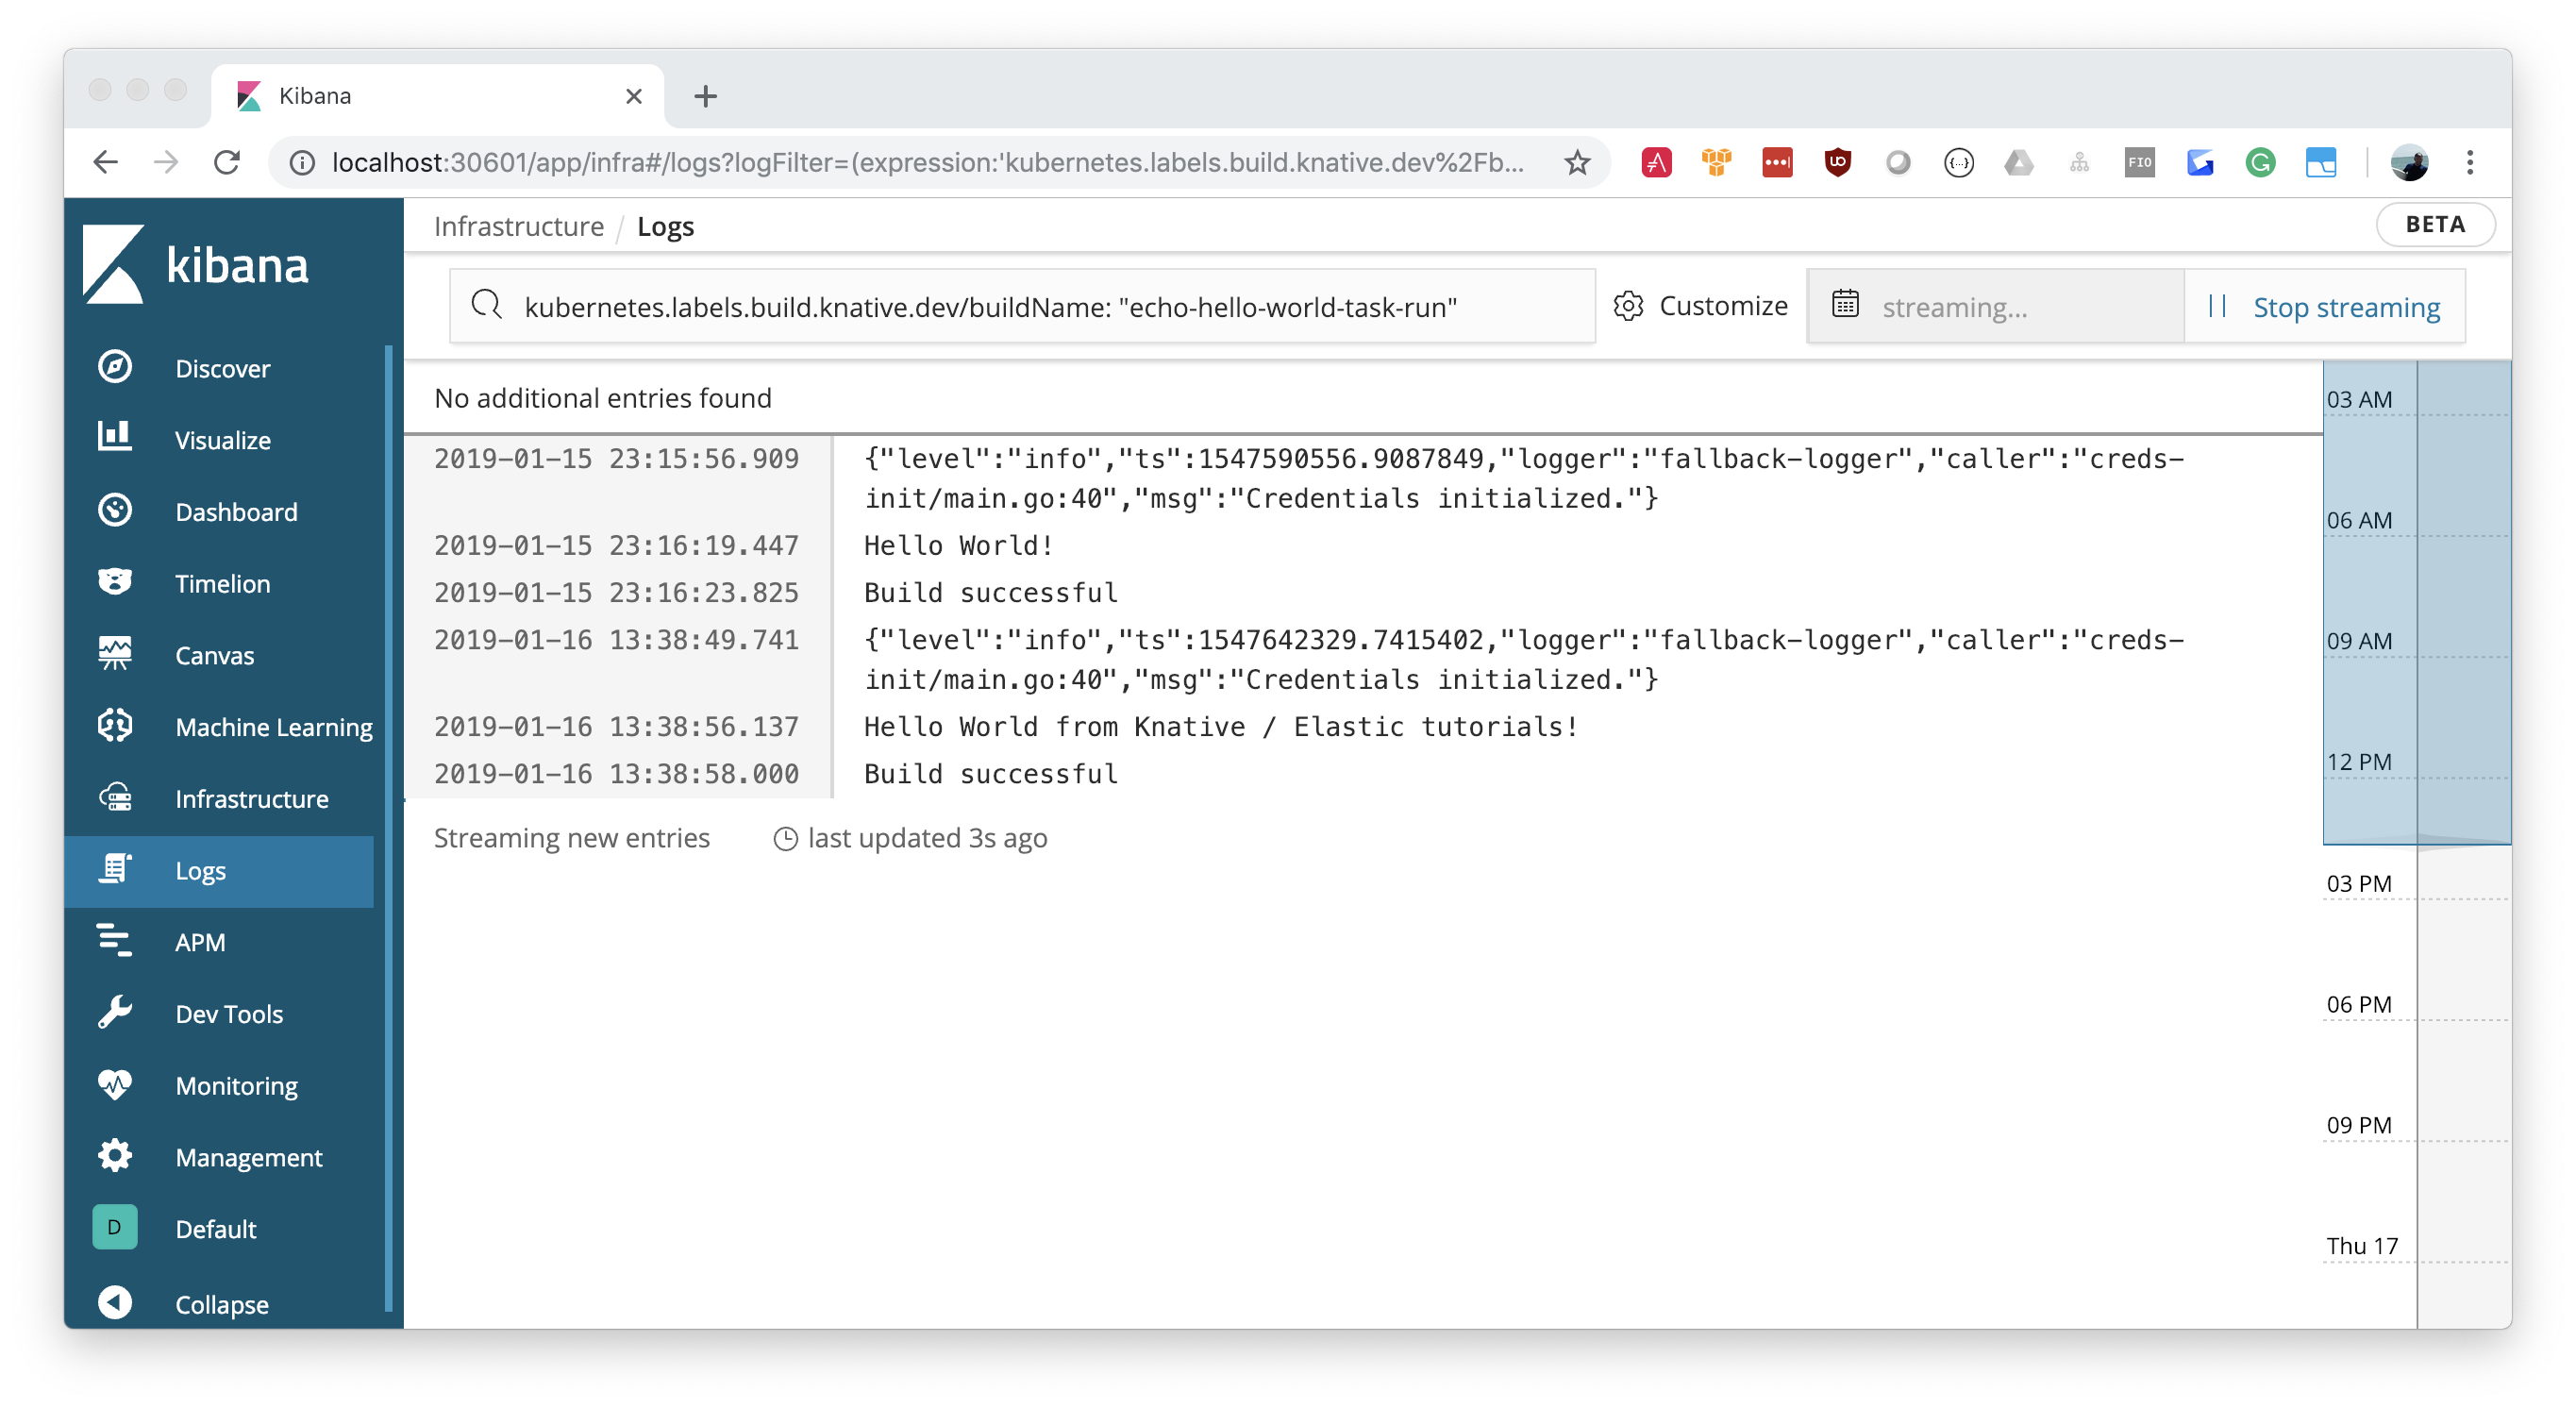 Kibana
localhost:30601/app/infra#/logs?logFilter=(expression:'kubernetes.labels.build.knative.dev%2Fb...
FIO
kibana
Discover
Visualize
Dashboard
Timelion
Canvas
Machine Learning
Infrastructure
Logs
APM
Dev Tools
Monitoring
Management
D Default
Collapse
Infrastructure / Logs
BETA
kubernetes.labels.build.knative.dev/buildName: "echo-hello-world-task-run"
Customize
streaming...
Stop streaming
No additional entries found
2019-01-15 23:15:56.909 {"level":"info","ts":1547590556.9087849,"logger":"fallback-logger","caller":"creds-
init/main.go:40","msg":"Credentials initialized."}
2019-01-15 23:16:19.447 Hello World!
2019-01-15 23:16:23.825 Build successful
2019-01-16 13:38:49.741 {"level":"info","ts":1547642329.7415402,"logger":"fallback-logger","caller":"creds-
init/main.go:40","msg":"Credentials initialized."}
2019-01-16 13:38:56.137 Hello World from Knative / Elastic tutorials!
2019-01-16 13:38:58.000 Build successful
Streaming new entries last updated 3s ago
03 AM
06 AM
09 AM
12 PM
03 PM
06 PM
09 PM
Thu 17